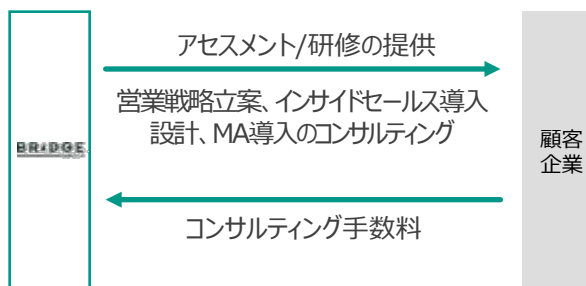 アセスメント/研修の提供
営業戦略立案、インサイドセールス導入
設計、MA導入のコンサルティング
BRIDGE
顧客
企業
コンサルティング手数料